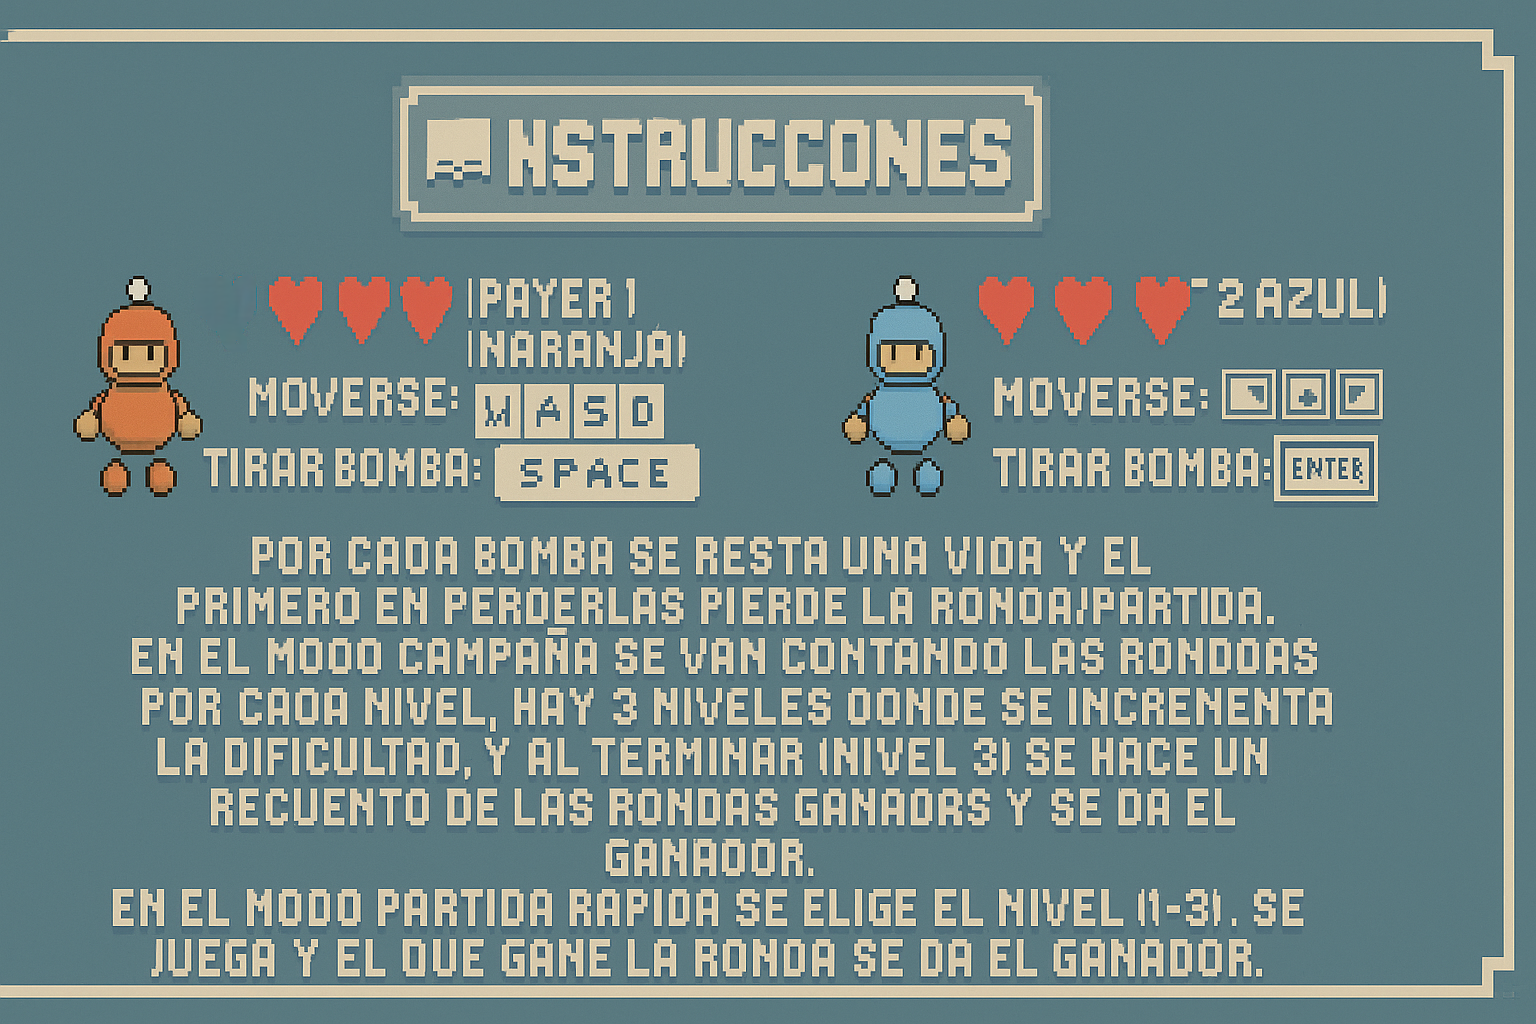 NSTRUCCONES
(PAYER 1
(NARANJA)
MOVERSE:
W A S D
TIRAR BOMBA:
SPACE
2 AZUL)
MOVERSE:
TIRAR BOMBA:
ENTER
POR CADA BOMBA SE RESTA UNA VIDA Y EL
PRIMERO EN PERDERLAS PIERDE LA RONDA/PARTIDA.
EN EL MODO CAMPAÑA SE VAN CONTANDO LAS RONDOAS
POR CADA NIVEL, HAY 3 NIVELES DONDE SE INCRENENTA
LA DIFICULTAD, Y AL TERMINAR (NIVEL 3) SE HACE UN
RECUENTO DE LAS RONDAS GANADRS Y SE DA EL
GANADOR.
EN EL MODO PARTIDA RAPIDA SE ELIGE EL NIVEL (1-3). SE
JUEGA Y EL QUE GANE LA RONDA SE DA EL GANADOR.